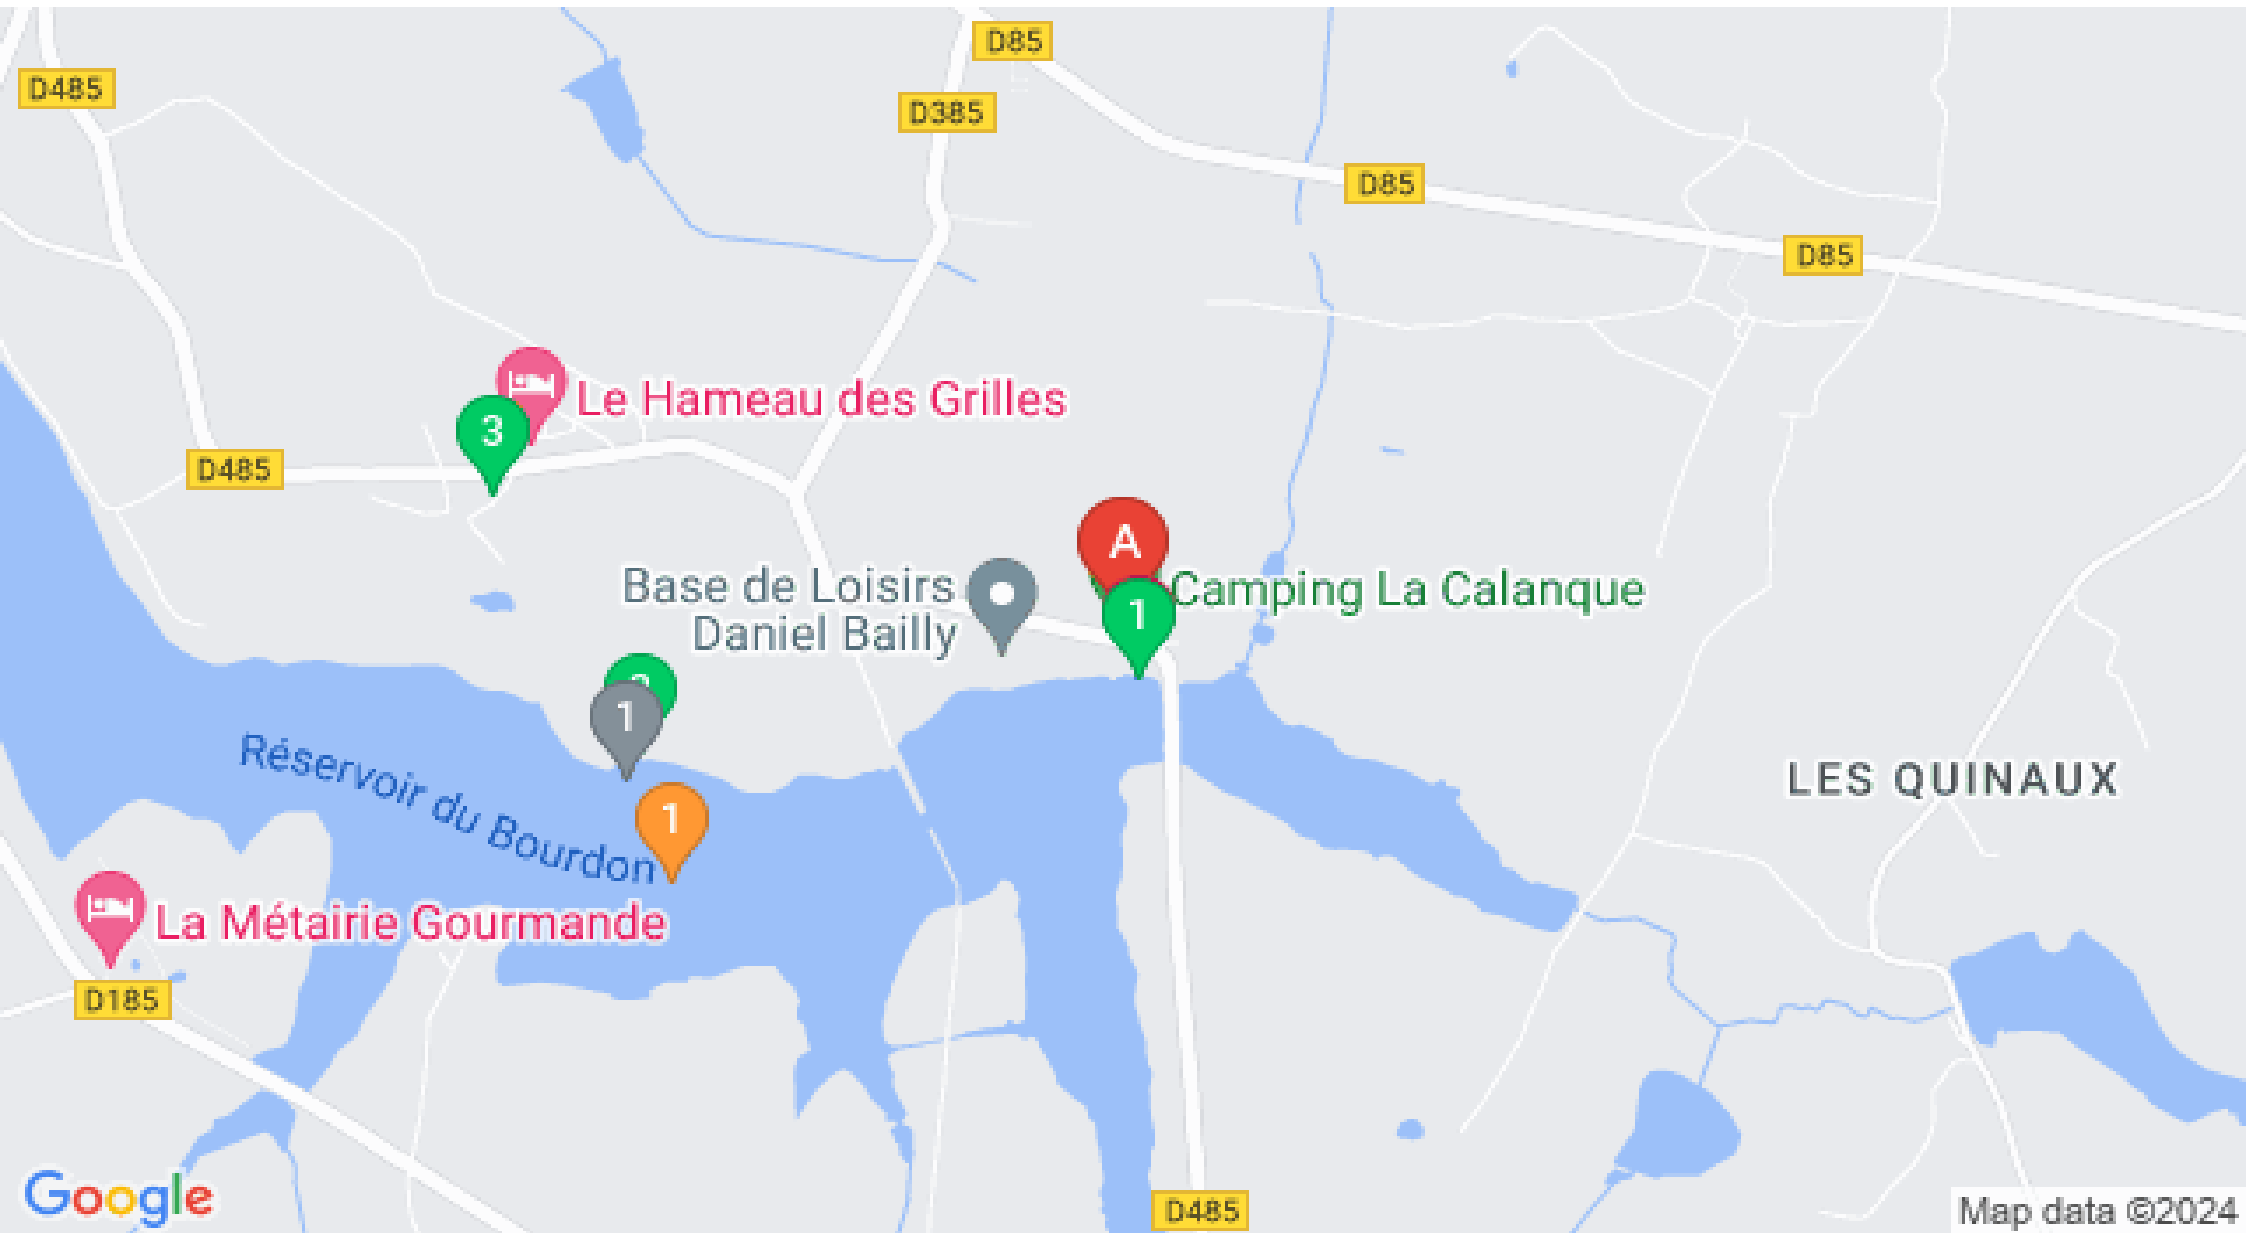 D85
D485
D385
D85
D85
Le Hameau des Grilles
3
D485
A
Base de Loisirs
Daniel Bailly
Camping La Calanque
1
1
Réservoir du Bourdon
LES QUINAUX
1
La Métairie Gourmande
D185
Google
D485
Map data ©2024